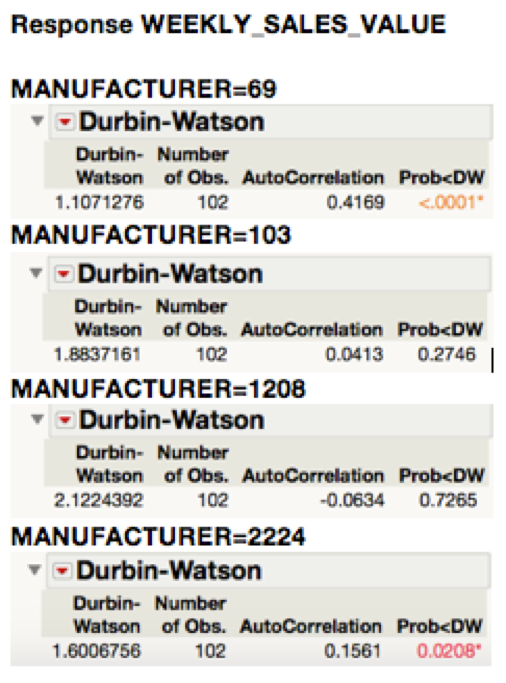 Response WEEKLY_SALES_VALUE
MANUFACTURER=69
Durbin-Watson
Durbin- Number
Watson of Obs. AutoCorrelation Prob<DW
1.1071276 102 0.4169 <.0001*
MANUFACTURER=103
Durbin-Watson
Durbin- Number
Watson of Obs. AutoCorrelation Prob<DW
1.8837161 102 0.0413 0.2746
MANUFACTURER=1208
Durbin-Watson
Durbin- Number
Watson of Obs. AutoCorrelation Prob<DW
2.1224392 102 -0.0634 0.7265
MANUFACTURER=2224
Durbin-Watson
Durbin- Number
Watson of Obs. AutoCorrelation Prob<DW
1.6006756 102 0.1561 0.0208*